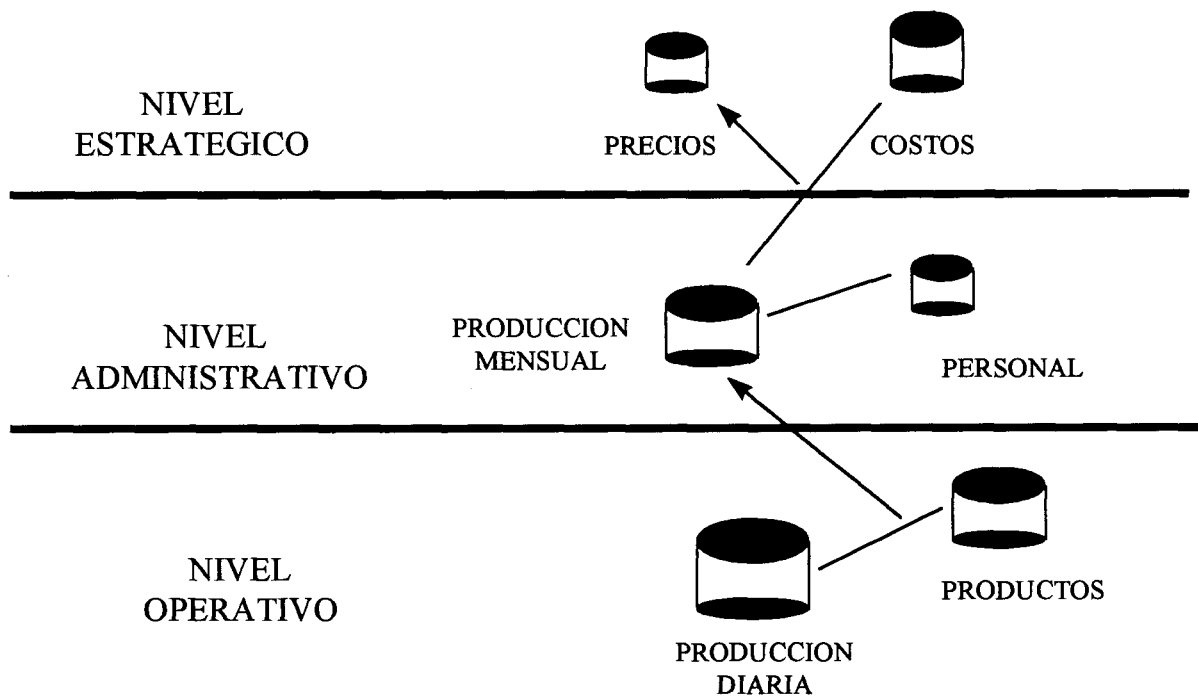 NIVEL
ESTRATEGICO
PRECIOS
COSTOS
NIVEL
ADMINISTRATIVO
PRODUCCION
MENSUAL
PERSONAL
NIVEL
OPERATIVO
PRODUCTOS
PRODUCCION
DIARIA